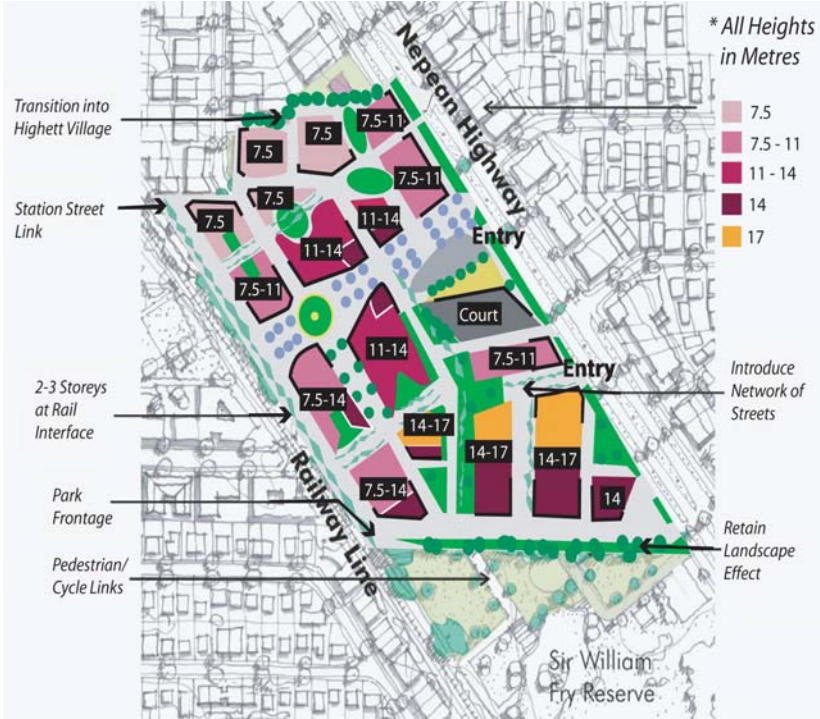 * All Heights
in Metres
7.5
7.5 - 11
11 - 14
14
17
Nepean Highway
Transition into
Highett Village
7.5
7.5
7.5-11
7.5-11
7.5
7.5
Station Street
Link
11-14
11-14
Entry
7.5-11
Court
11-14
7.5-11
Entry
Introduce
Network of
Streets
2-3 Storeys
at Rail
Interface
7.5-14
14-17
14-17
14-17
Railway Line
7.5-14
14
Park
Frontage
Retain
Landscape
Effect
Pedestrian/
Cycle Links
Sir William
Fry Reserve